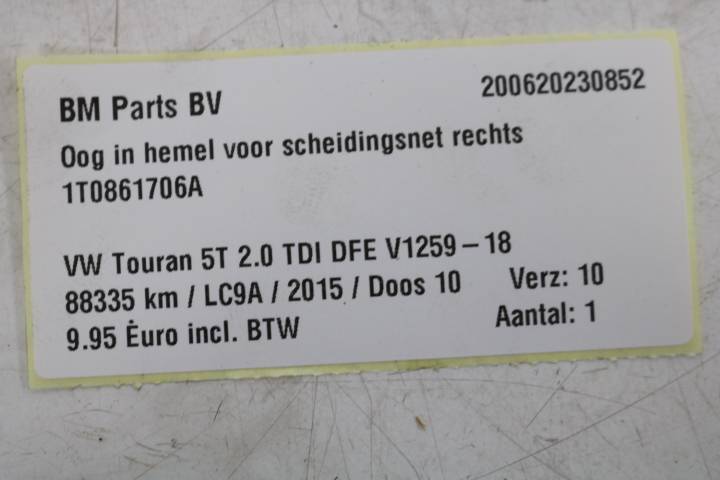 BM Parts BV 200620230852
Oog in hemel voor scheidingsnet rechts
1T0861706A
VW Touran 5T 2.0 TDI DFE V1259-18
88335 km / LC9A / 2015 / Doos 10 Verz: 10
9.95 Euro incl. BTW Aantal: 1